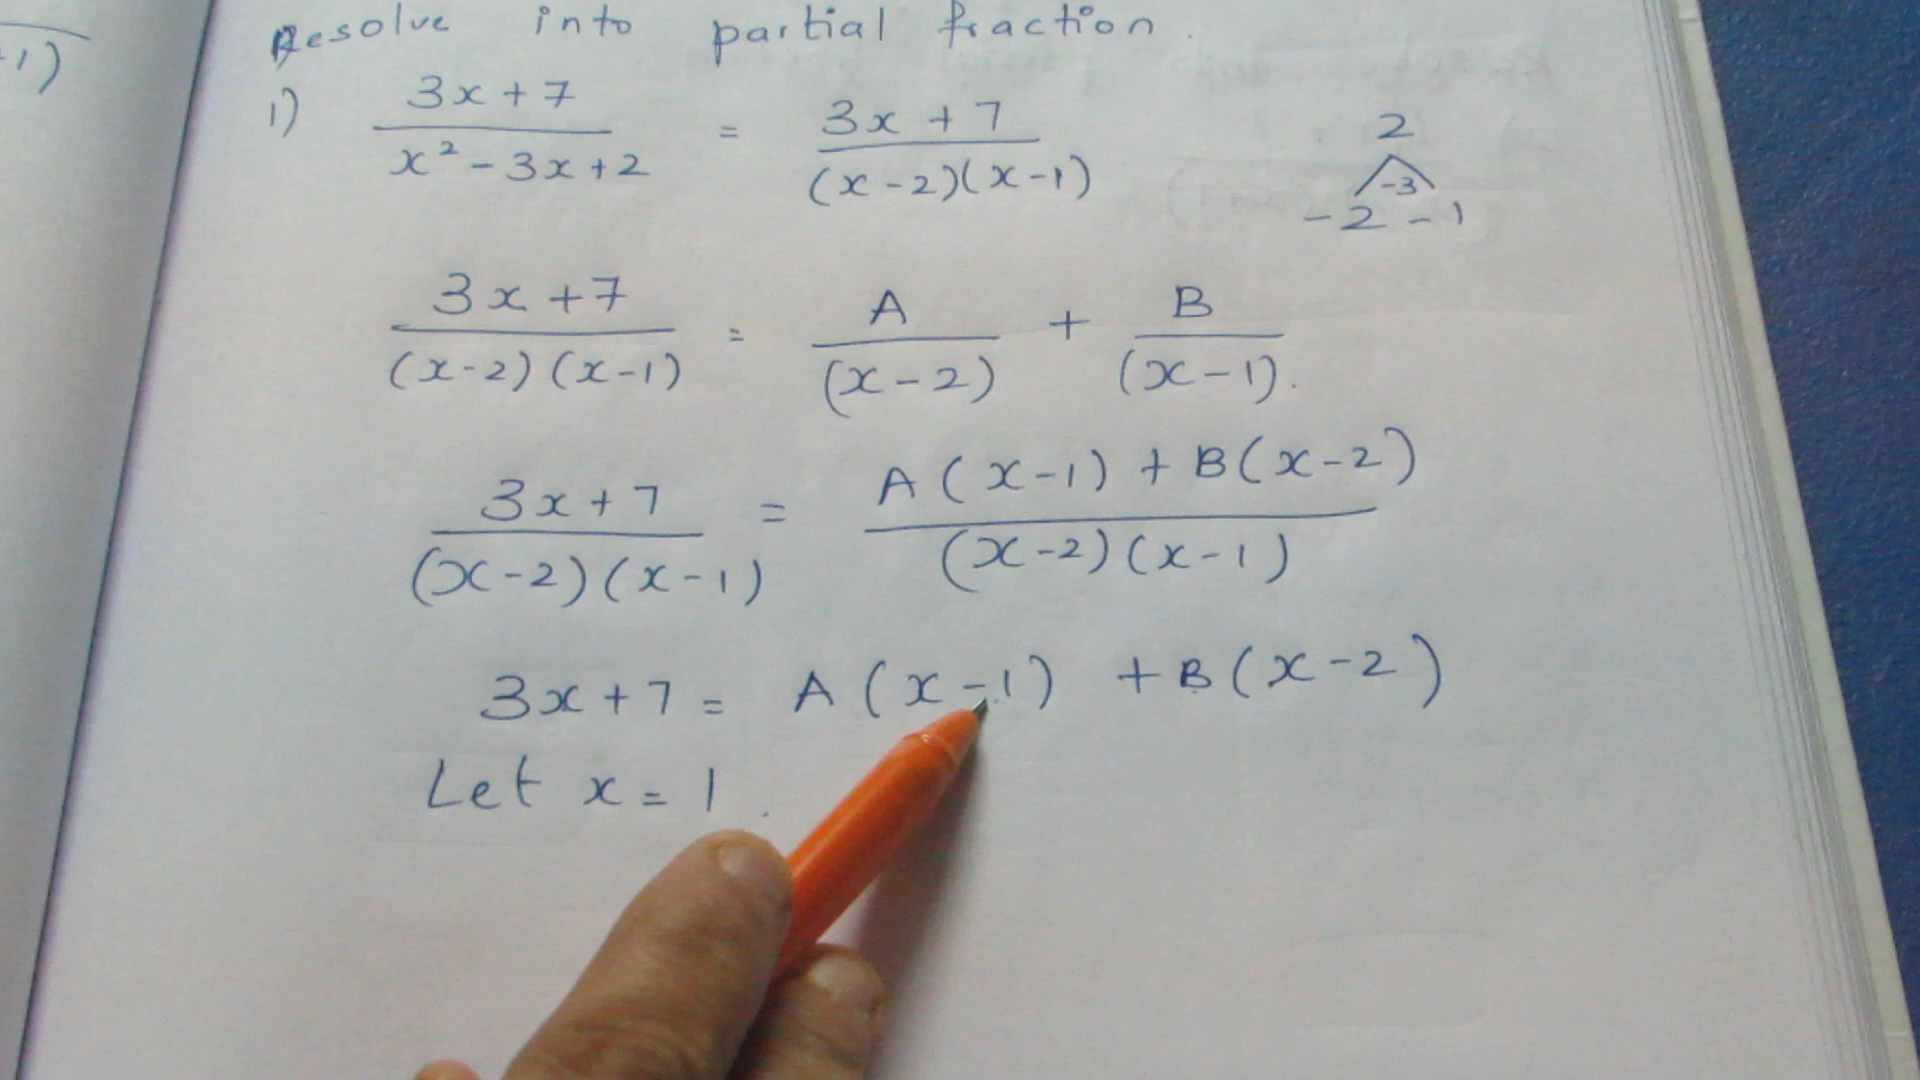 -1)
Resolve into partial fraction.
1) 3x+7 / x² - 3x + 2 = 3x + 7 / (x-2)(x-1)
2
-3
-2 -1
3x+7 / (x-2)(x-1) = A / (x-2) + B / (x-1).
3x+7 / (x-2)(x-1) = A(x-1) + B(x-2) / (x-2)(x-1)
3x+7 = A(x-1) + B(x-2)
Let x = 1.